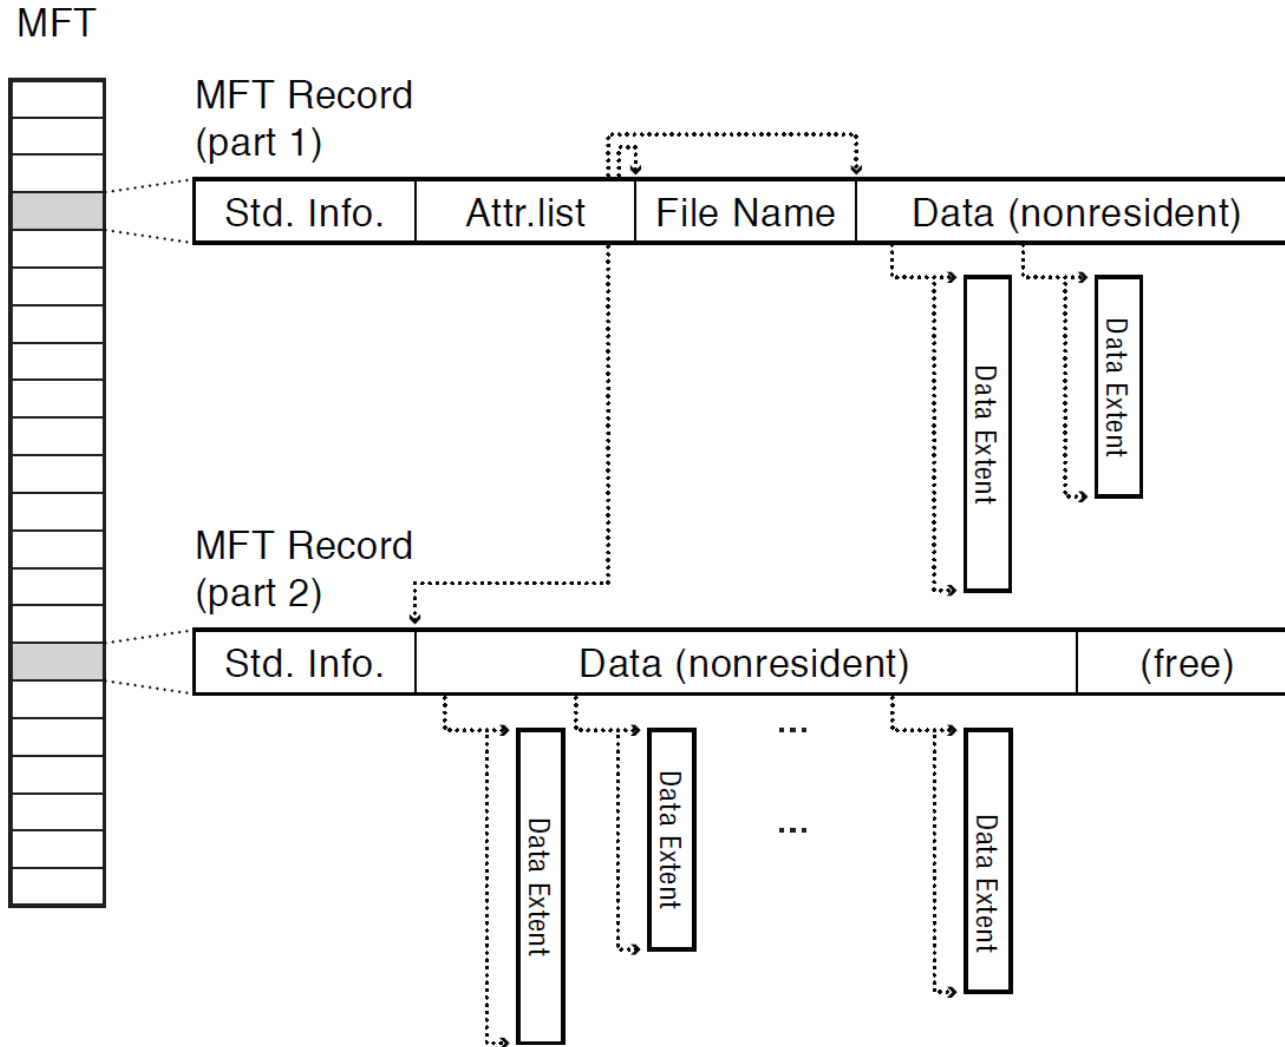 MFT
MFT Record
(part 1)
Std. Info.
Attr.list
File Name
Data (nonresident)
Data Extent
Data Extent
MFT Record
(part 2)
Std. Info.
Data (nonresident)
(free)
Data Extent
Data Extent
...
...
Data Extent